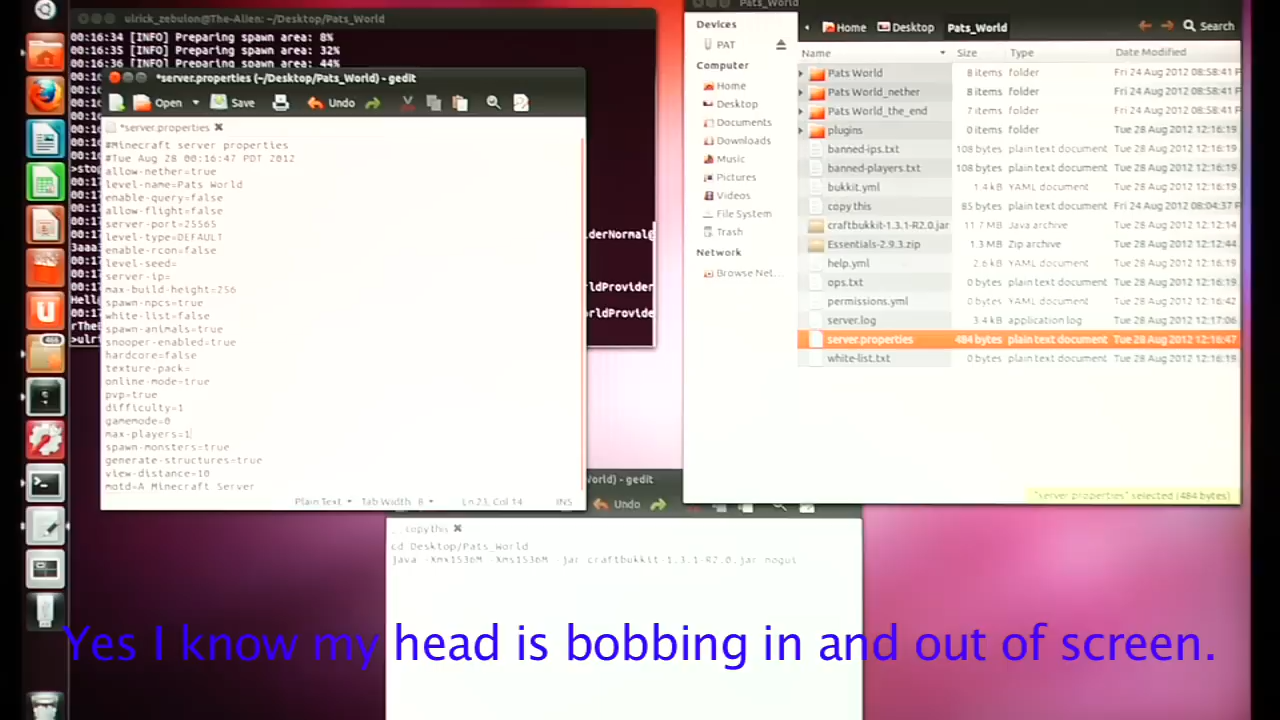 ulrick_zebulon@The-Alien: ~/Desktop/Pats_World
00:16:34 [INFO] Preparing spawn area: 8%
00:16:35 [INFO] Preparing spawn area: 32%
00:16:36 [INFO] Preparing spawn area: 44%
*server.properties (~/Desktop/Pats_World) - gedit
Open Save Undo
*server.properties
#Minecraft server properties
#Tue Aug 28 00:16:47 PDT 2012
allow-nether=true
level-name=Pats World
enable-query=false
allow-flight=false
server-port=25565
level-type=DEFAULT
enable-rcon=false
level-seed=
server-ip=
max-build-height=256
spawn-npcs=true
white-list=false
spawn-animals=true
snooper-enabled=true
hardcore=false
texture-pack=
online-mode=true
pvp=true
difficulty=1
gamemode=0
max-players=1
spawn-monsters=true
generate-structures=true
view-distance=10
motd=A Minecraft Server
Plain Text Tab Width: 8 Ln 23, Col 14 INS
Pats_World
Devices
PAT
Computer
Home
Desktop
Documents
Downloads
Music
Pictures
Videos
File System
Trash
Network
Browse Net...
Home Desktop Pats_World Search
Name Size Type Date Modified
Pats World 8 items folder Fri 24 Aug 2012 08:58:41 P
Pats World_nether 8 items folder Fri 24 Aug 2012 08:58:41 P
Pats World_the_end 7 items folder Fri 24 Aug 2012 08:58:41 P
plugins 0 items folder Tue 28 Aug 2012 12:16:19
banned-ips.txt 108 bytes plain text document Tue 28 Aug 2012 12:16:19
banned-players.txt 108 bytes plain text document Tue 28 Aug 2012 12:16:19
bukkit.yml 1.4 kB YAML document Tue 28 Aug 2012 12:16:19
copy this 85 bytes plain text document Fri 24 Aug 2012 08:04:37 P
craftbukkit-1.3.1-R2.0.jar 11.7 MB Java archive Tue 28 Aug 2012 12:12:14
Essentials-2.9.3.zip 1.3 MB Zip archive Tue 28 Aug 2012 12:12:44
help.yml 2.6 kB YAML document Tue 28 Aug 2012 12:16:19
ops.txt 0 bytes plain text document Tue 28 Aug 2012 12:16:19
permissions.yml 0 bytes YAML document Tue 28 Aug 2012 12:16:42
server.log 3.4 kB application log Tue 28 Aug 2012 12:17:06
server.properties 484 bytes plain text document Tue 28 Aug 2012 12:16:47
white-list.txt 0 bytes plain text document Tue 28 Aug 2012 12:16:19
"server.properties" selected (484 bytes)
World) - gedit
Undo
copy this
cd Desktop/Pats_World
java -Xmx1536M -Xms1536M -jar craftbukkit-1.3.1-R2.0.jar nogui
Yes I know my head is bobbing in and out of screen.